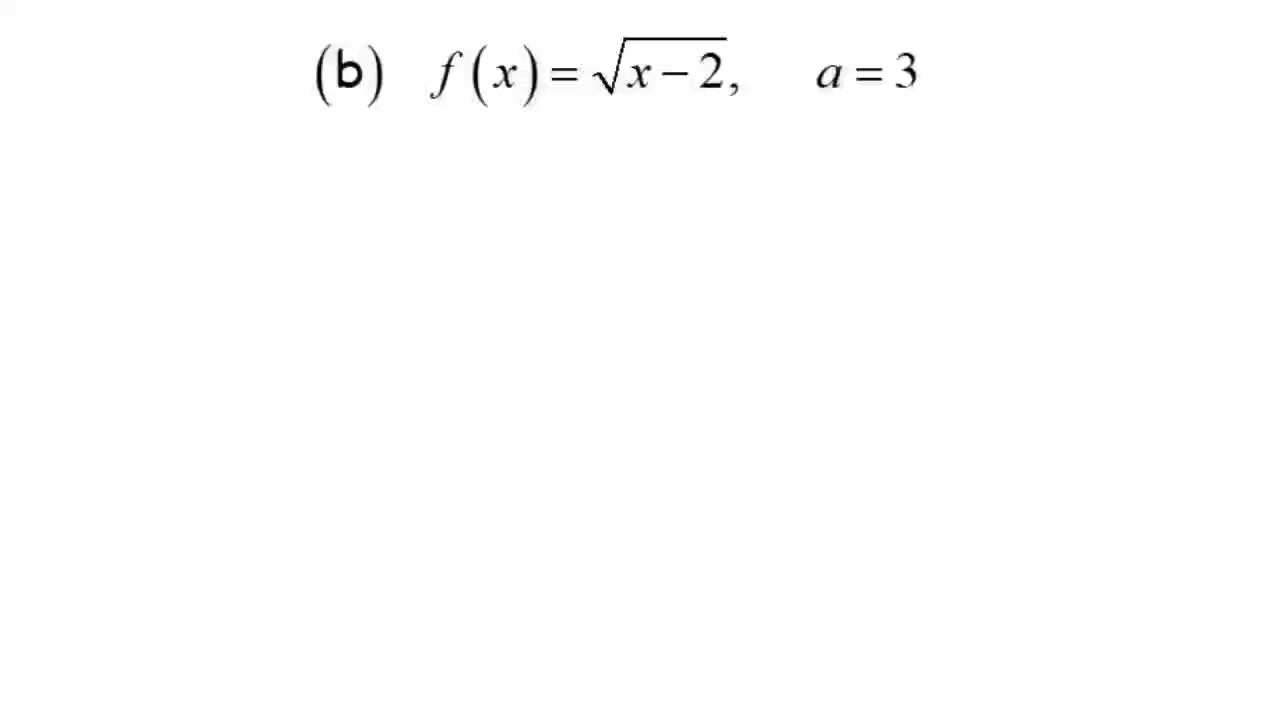 (b) f(x) = √x − 2, a = 3